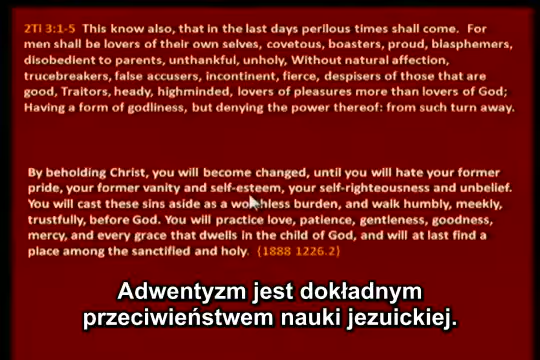 2TI 3:1-5  This know also, that in the last days perilous times shall come.  For
men shall be lovers of their own selves, covetous, boasters, proud, blasphemers,
disobedient to parents, unthankful, unholy, Without natural affection,
trucebreakers, false accusers, incontinent, fierce, despisers of those that are
good, Traitors, heady, highminded, lovers of pleasures more than lovers of God;
Having a form of godliness, but denying the power thereof: from such turn away.
By beholding Christ, you will become changed, until you will hate your former
pride, your former vanity and self-esteem, your self-righteousness and unbelief.
You will cast these sins aside as a worthless burden, and walk humbly, meekly,
trustfully, before God. You will practice love, patience, gentleness, goodness,
mercy, and every grace that dwells in the child of God, and will at last find a
place among the sanctified and holy.  {1888 1226.2}
Adwentyzm jest dokładnym
przeciwieństwem nauki jezuickiej.